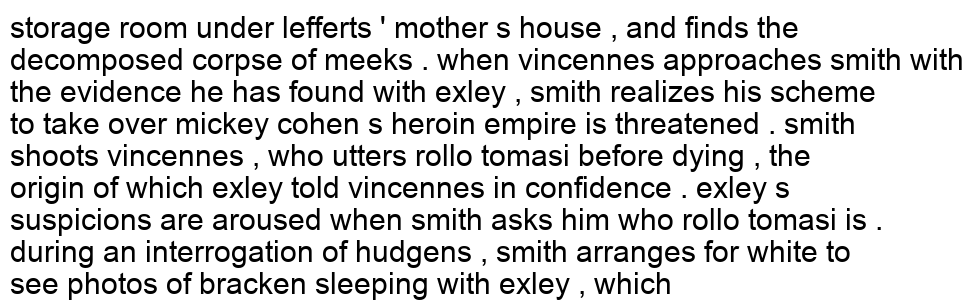 storage room under lefferts ' mother s house , and finds the
decomposed corpse of meeks . when vincennes approaches smith with
the evidence he has found with exley , smith realizes his scheme
to take over mickey cohen s heroin empire is threatened . smith
shoots vincennes , who utters rollo tomasi before dying , the
origin of which exley told vincennes in confidence . exley s
suspicions are aroused when smith asks him who rollo tomasi is .
during an interrogation of hudgens , smith arranges for white to
see photos of bracken sleeping with exley , which